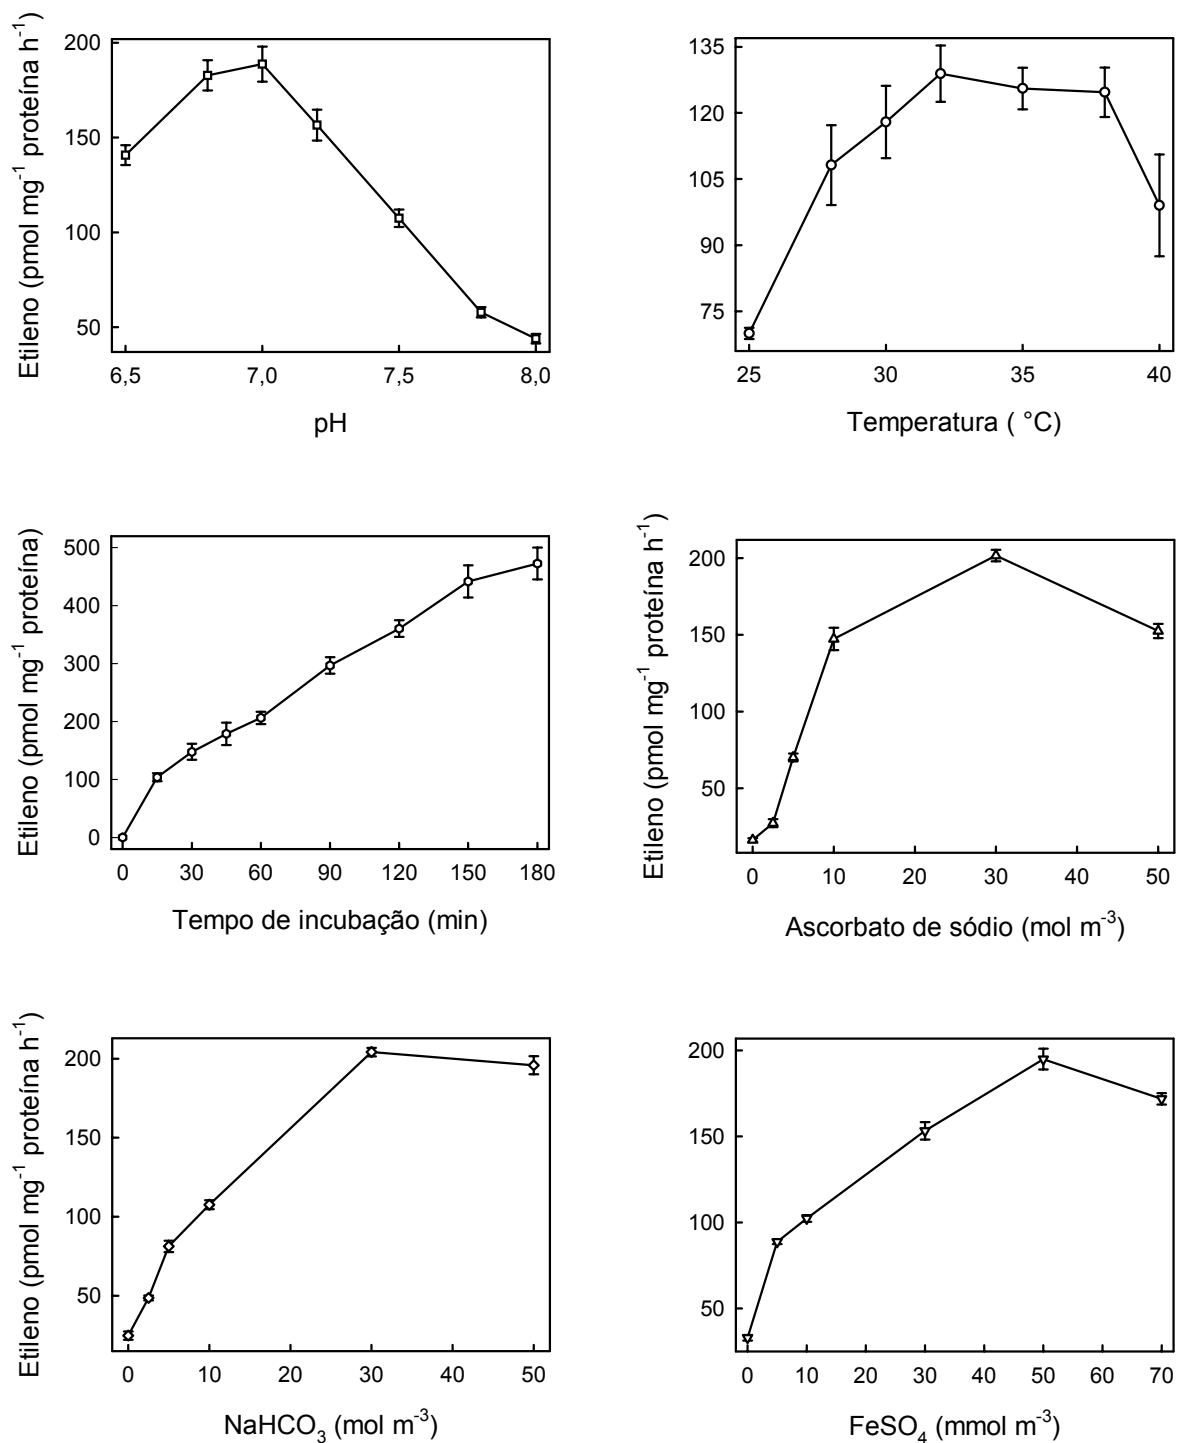 Etileno (pmol mg⁻¹ proteína h⁻¹)
200
150
100
50
6,5 7,0 7,5 8,0
pH
135
120
105
90
75
25 30 35 40
Temperatura ( °C)
Etileno (pmol mg⁻¹ proteína)
500
400
300
200
100
0
0 30 60 90 120 150 180
Tempo de incubação (min)
Etileno (pmol mg⁻¹ proteína h⁻¹)
200
150
100
50
0 10 20 30 40 50
Ascorbato de sódio (mol m⁻³)
Etileno (pmol mg⁻¹ proteína h⁻¹)
200
150
100
50
0 10 20 30 40 50
NaHCO₃ (mol m⁻³)
200
150
100
50
0 10 20 30 40 50 60 70
FeSO₄ (mmol m⁻³)